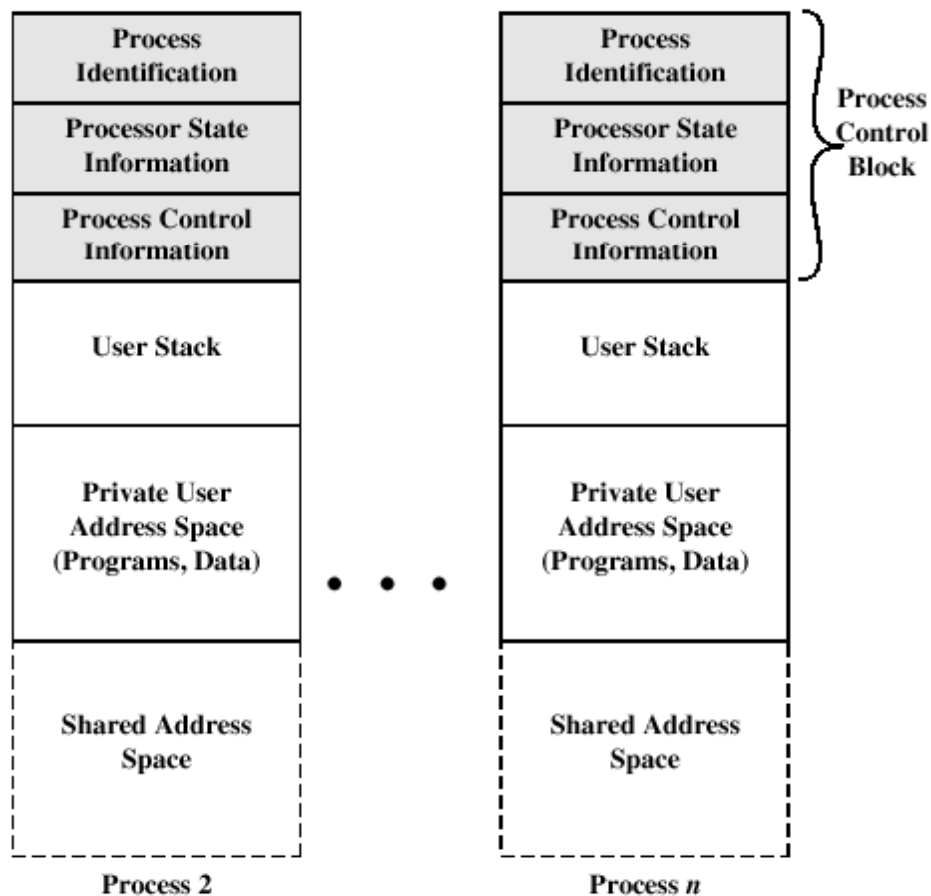 Process
Identification
Processor State
Information
Process Control
Information
User Stack
Private User
Address Space
(Programs, Data)
Shared Address
Space
Process 2
Process
Identification
Processor State
Information
Process Control
Information
User Stack
Private User
Address Space
(Programs, Data)
Shared Address
Space
Process n
Process
Control
Block